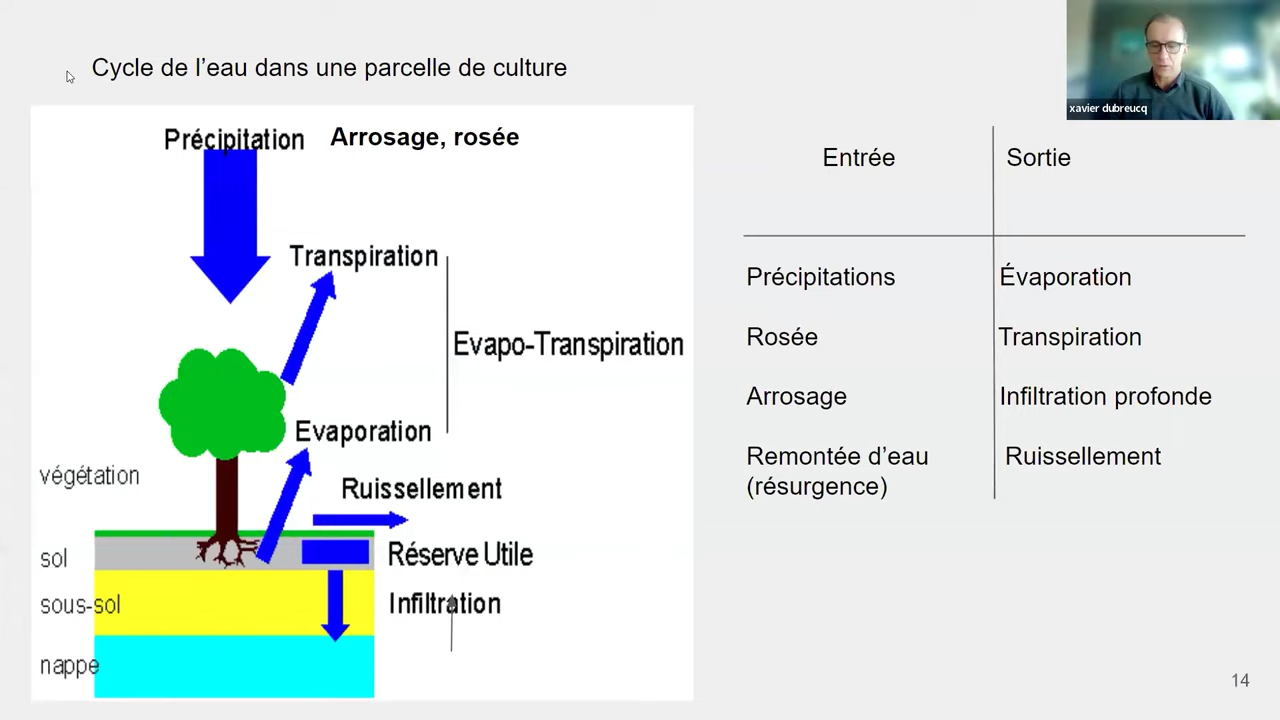 Cycle de l'eau dans une parcelle de culture
xavier dubreucq
Précipitation Arrosage, rosée
Transpiration
Evapo-Transpiration
Evaporation
végétation
Ruissellement
sol
Réserve Utile
sous-sol
Infiltration
nappe
Entrée Sortie
Précipitations Évaporation
Rosée Transpiration
Arrosage Infiltration profonde
Remontée d'eau Ruissellement
(résurgence)
14